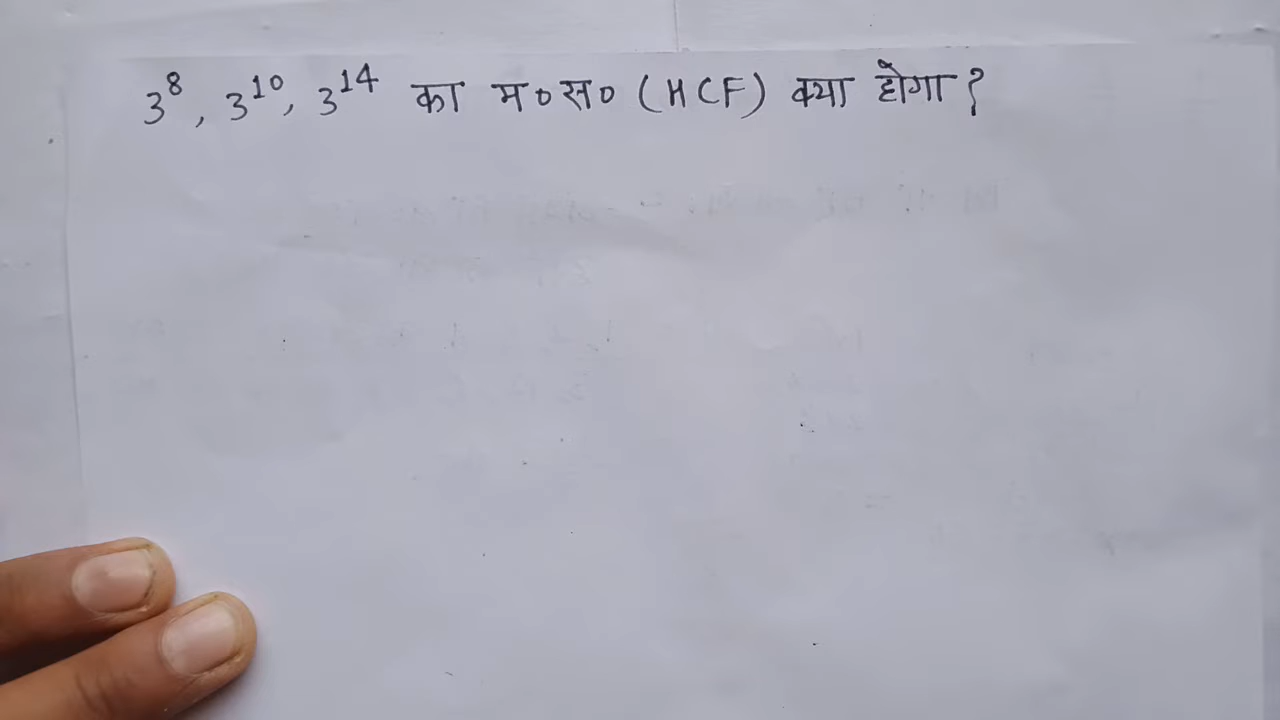 3⁸, 3¹⁰, 3¹⁴ का म०स० (HCF) क्या होगा?